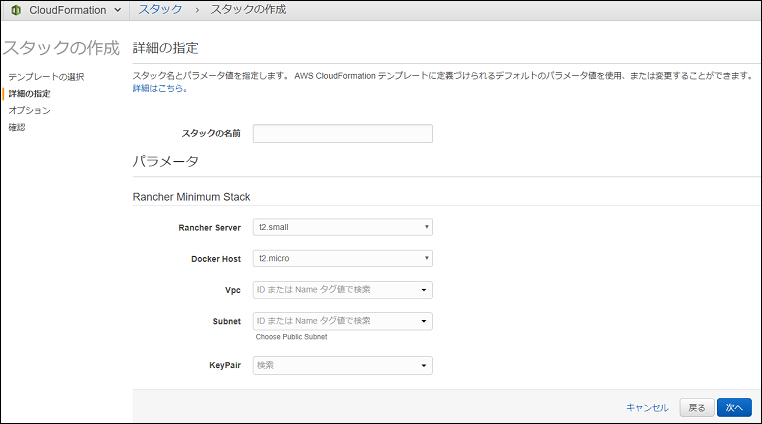 CloudFormation スタック › スタックの作成
スタックの作成
テンプレートの選択
詳細の指定
オプション
確認
詳細の指定
スタック名とパラメータ値を指定します。 AWS CloudFormation テンプレートに定義づけられるデフォルトのパラメータ値を使用、または変更することができます。
詳細はこちら。
スタックの名前
パラメータ
Rancher Minimum Stack
Rancher Server t2.small
Docker Host t2.micro
Vpc ID または Name タグ値で検索
Subnet ID または Name タグ値で検索
Choose Public Subnet
KeyPair 検索
キャンセル 戻る 次へ